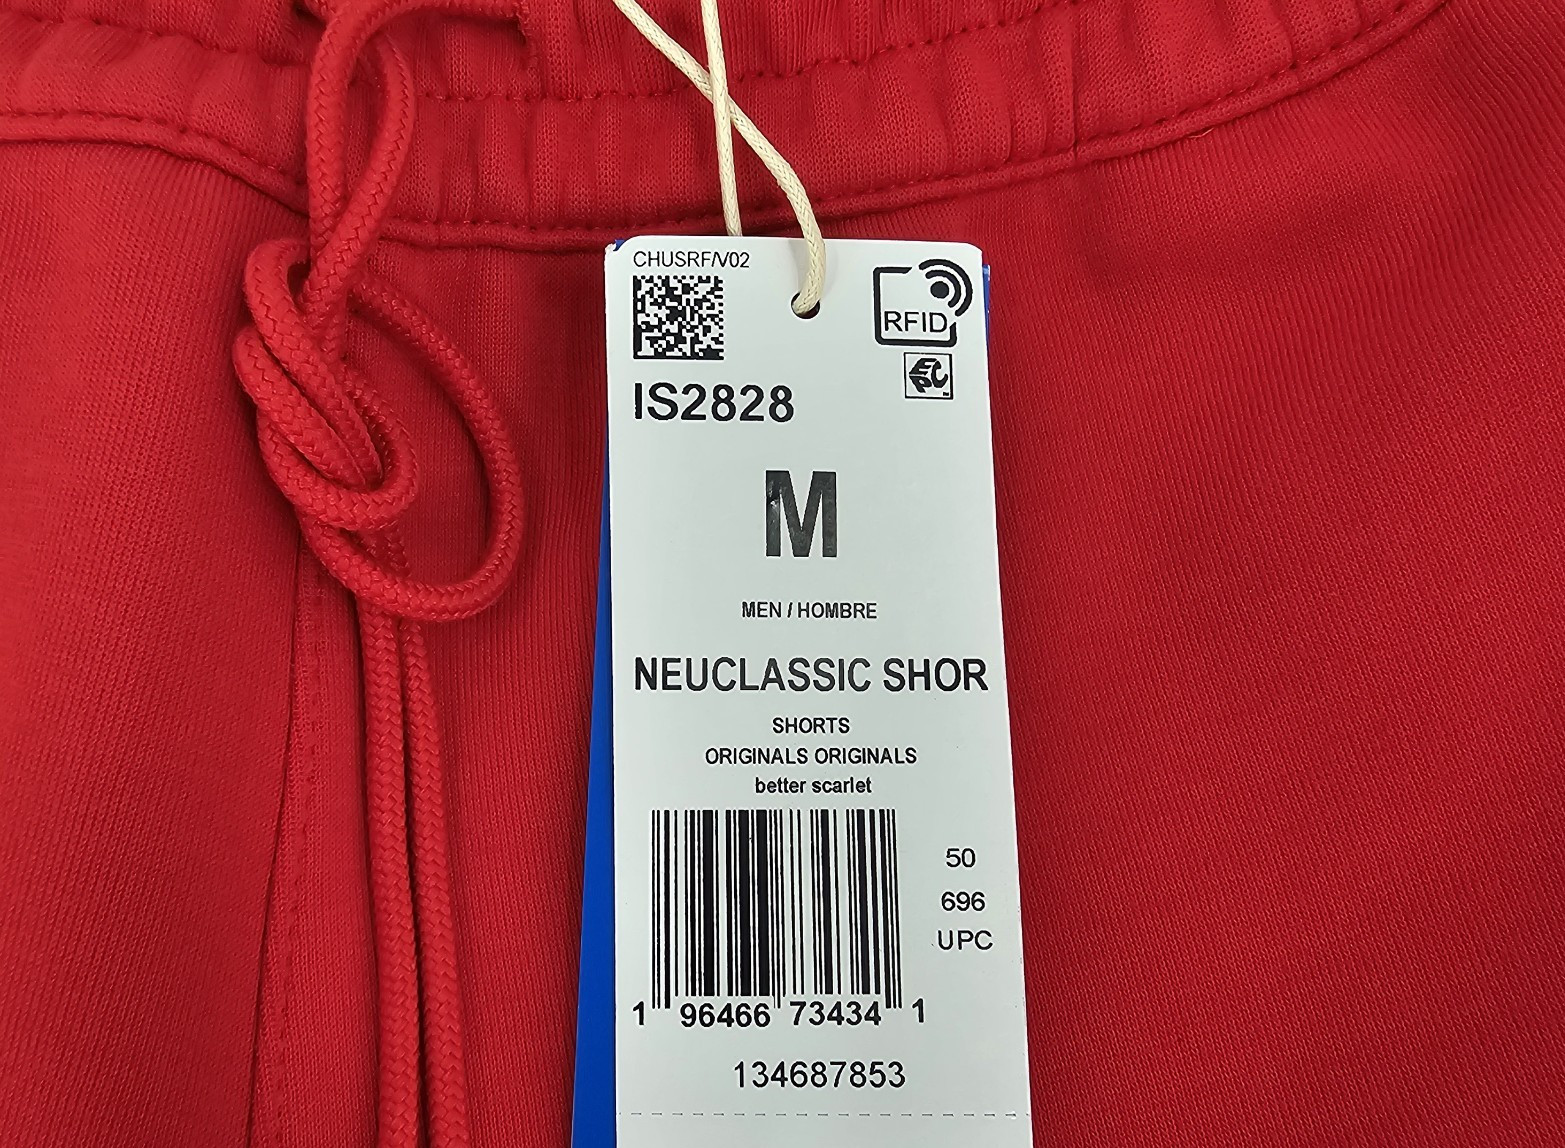 CHUSRF/V02
RFID
EPC
IS2828
M
MEN / HOMBRE
NEUCLASSIC SHOR
SHORTS
ORIGINALS ORIGINALS
better scarlet
50
696
UPC
1 96466 73434 1
134687853